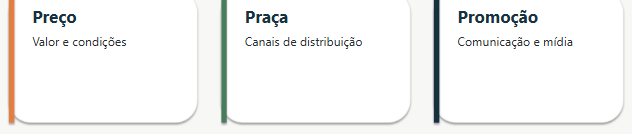 Preço
Valor e condições
Praça
Canais de distribuição
Promoção
Comunicação e mídia